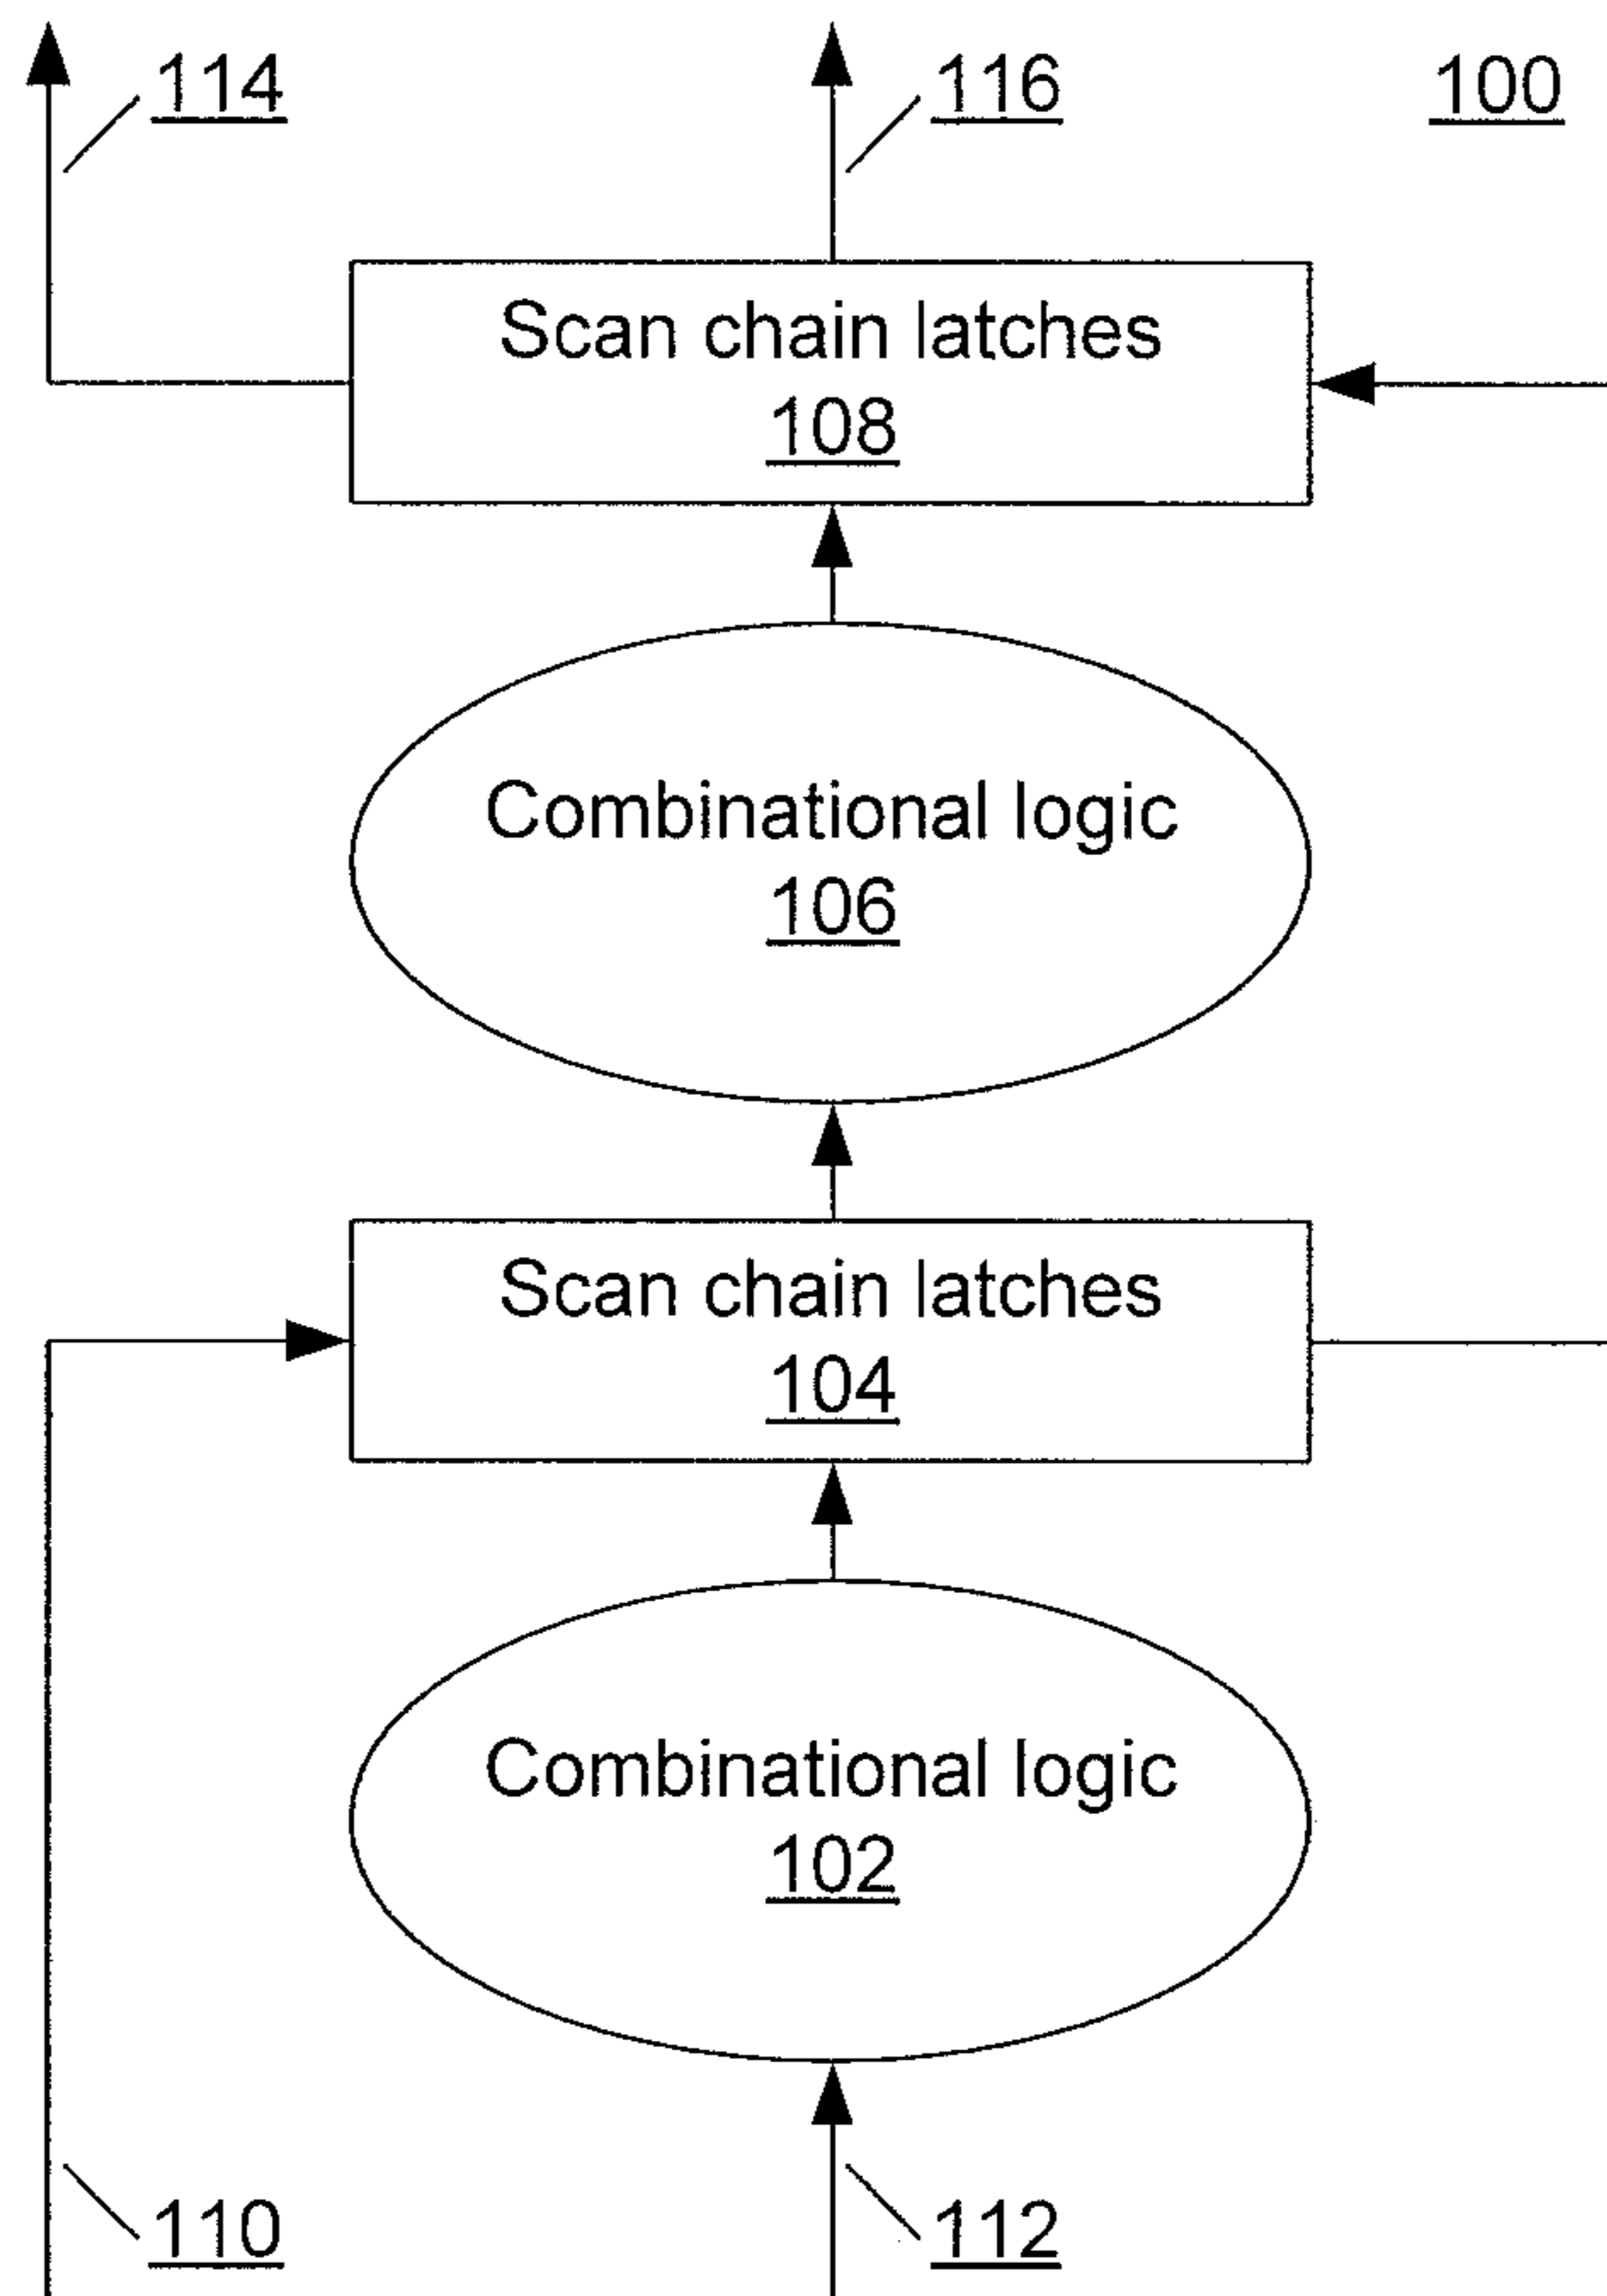 114
116
100
Scan chain latches
108
Combinational logic
106
Scan chain latches
104
Combinational logic
102
110
112